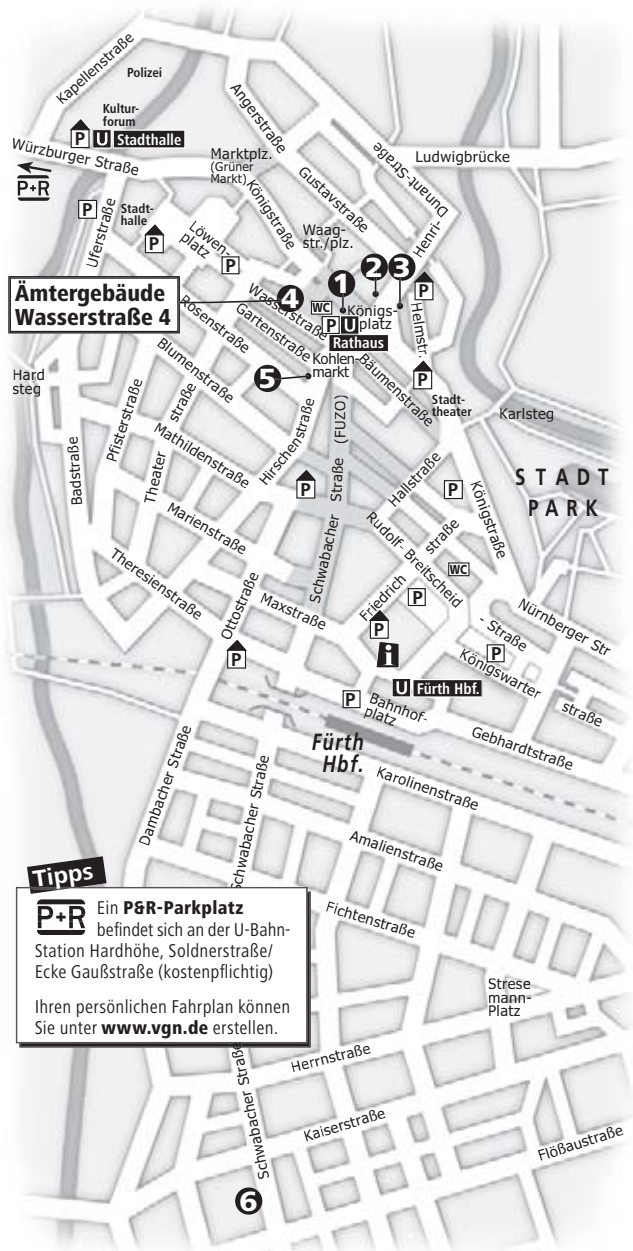 Kapellenstraße
Polizei
Kultur-
forum
P U Stadthalle
Würzburger Straße
P+R
Angerstraße
Marktplz.
(Grüner
Markt)
Königstraße
Gustavstraße
Henri-
Dunant-Straße
Ludwigbrücke
Uferstraße
P
Stadt-
halle
P
Löwen-
platz
P
Waag-
str./plz.
1
2
3
P
Ämtergebäude
Wasserstraße 4
4
Wasserstraße
WC
P U
Königs-
platz
Rathaus
Helmstr.
P
Rosenstraße
Gartenstraße
Blumenstraße
Kohlen-
markt
5
Bäumenstraße
Stadt-
theater
Karlsteg
Hard
steg
Badstraße
Pfisterstraße
Theater
straße
Mathildenstraße
Hirschenstraße
P
Schwabacher Straße (FUZO)
Hallstraße
P
Königstraße
STADT
PARK
Marienstraße
Theresienstraße
Ottostraße
P
Maxstraße
Rudolf-Breitscheid
- Straße
WC
Friedrich
straße
P
P
i
U Fürth Hbf.
Nürnberger Str
P
Königswarter
straße
P
Bahnhof-
platz
Gebhardtstraße
Fürth
Hbf.
Dambacher Straße
Schwabacher Straße
Karolinenstraße
Amalienstraße
Fichtenstraße
Tipps
P+R Ein P&R-Parkplatz
befindet sich an der U-Bahn-
Station Hardhöhe, Soldnerstraße/
Ecke Gaußstraße (kostenpflichtig)
Ihren persönlichen Fahrplan können
Sie unter www.vgn.de erstellen.
Strese
mann-
Platz
Schwabacher Straße
Herrnstraße
Kaiserstraße
Flößaustraße
6